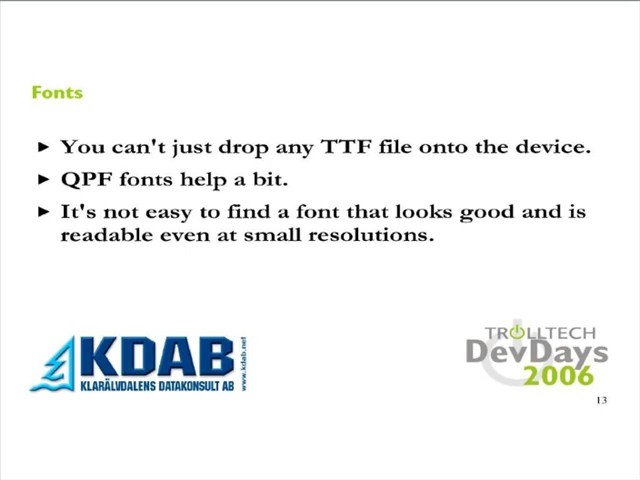 Fonts
► You can't just drop any TTF file onto the device.
► QPF fonts help a bit.
► It's not easy to find a font that looks good and is
readable even at small resolutions.
KDAB
KLARÄLVDALENS DATAKONSULT AB
www.kdab.net
TROLLTECH
DevDays
2006
13